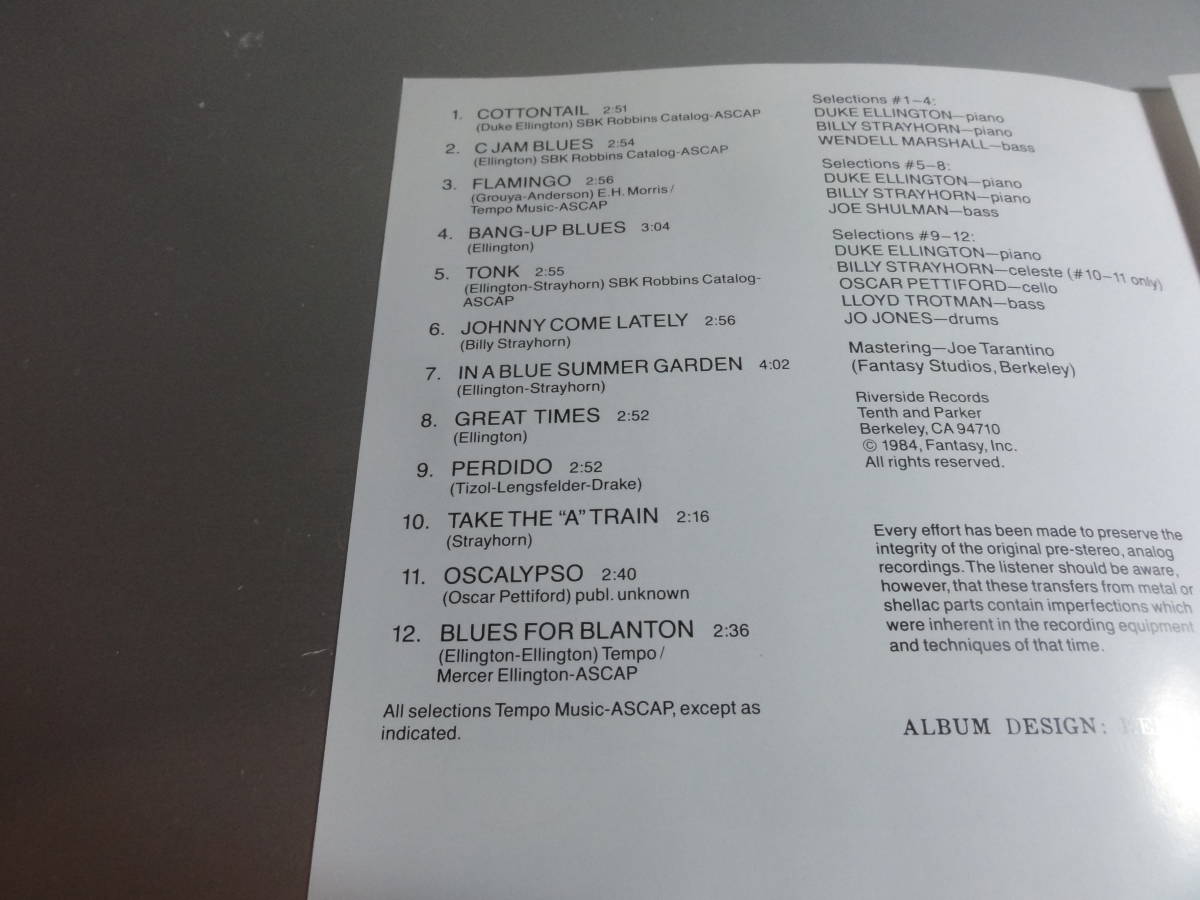 1. COTTONTAIL 2:51
(Duke Ellington) SBK Robbins Catalog-ASCAP
2. C JAM BLUES 2:54
(Ellington) SBK Robbins Catalog-ASCAP
3. FLAMINGO 2:56
(Grouya-Anderson) E.H. Morris/
Tempo Music-ASCAP
4. BANG-UP BLUES 3:04
(Ellington)
5. TONK 2:55
(Ellington-Strayhorn) SBK Robbins Catalog-
ASCAP
6. JOHNNY COME LATELY 2:56
(Billy Strayhorn)
7. IN A BLUE SUMMER GARDEN 4:02
(Ellington-Strayhorn)
8. GREAT TIMES 2:52
(Ellington)
9. PERDIDO 2:52
(Tizol-Lengsfelder-Drake)
10. TAKE THE “A” TRAIN 2:16
(Strayhorn)
11. OSCALYPSO 2:40
(Oscar Pettiford) publ. unknown
12. BLUES FOR BLANTON 2:36
(Ellington-Ellington) Tempo/
Mercer Ellington-ASCAP
All selections Tempo Music-ASCAP, except as
indicated.
Selections #1–4:
DUKE ELLINGTON—piano
BILLY STRAYHORN—piano
WENDELL MARSHALL—bass
Selections #5–8:
DUKE ELLINGTON—piano
BILLY STRAYHORN—piano
JOE SHULMAN—bass
Selections #9–12:
DUKE ELLINGTON—piano
BILLY STRAYHORN—celeste (#10–11 only)
OSCAR PETTIFORD—cello
LLOYD TROTMAN—bass
JO JONES—drums
Mastering—Joe Tarantino
(Fantasy Studios, Berkeley)
Riverside Records
Tenth and Parker
Berkeley, CA 94710
© 1984, Fantasy, Inc.
All rights reserved.
Every effort has been made to preserve the
integrity of the original pre-stereo, analog
recordings. The listener should be aware,
however, that these transfers from metal or
shellac parts contain imperfections which
were inherent in the recording equipment
and techniques of that time.
ALBUM DESIGN: